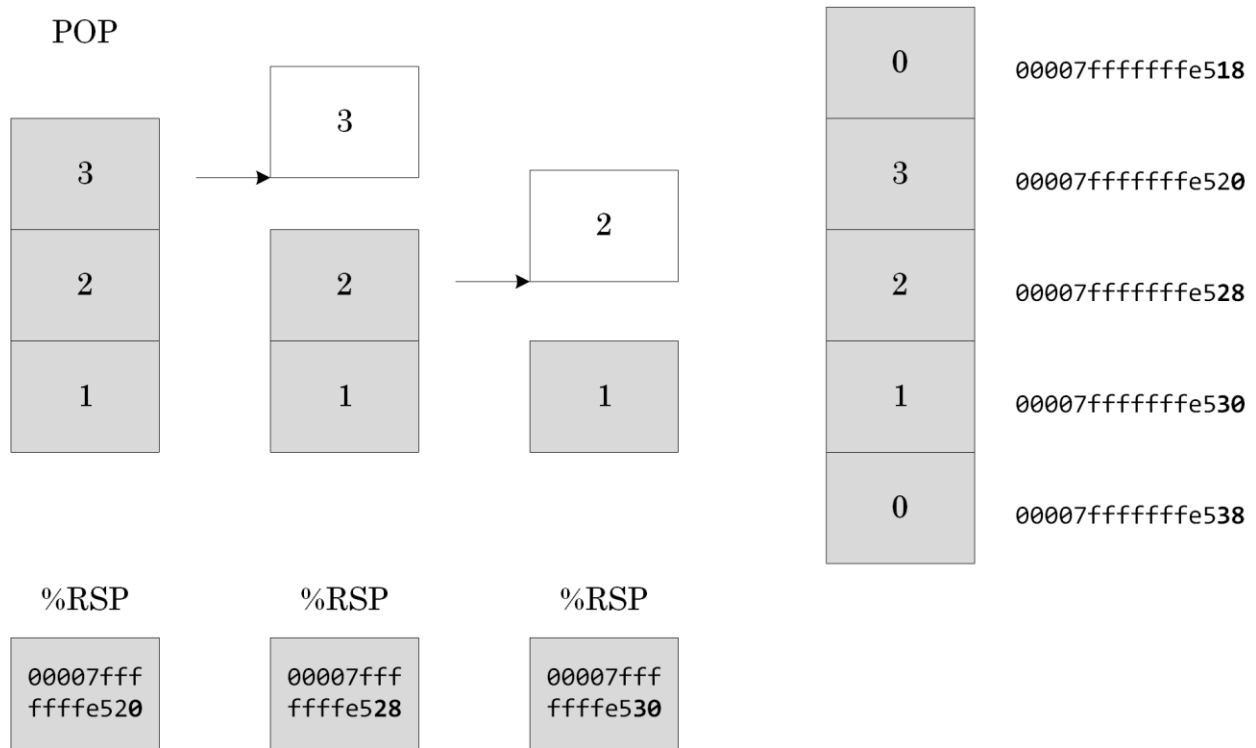 POP
3
2
1
3
2
1
2
1
0
3
2
1
0
00007fffffffe518
00007fffffffe520
00007fffffffe528
00007fffffffe530
00007fffffffe538
%RSP
00007fff
ffffe520
%RSP
00007fff
ffffe528
%RSP
00007fff
ffffe530